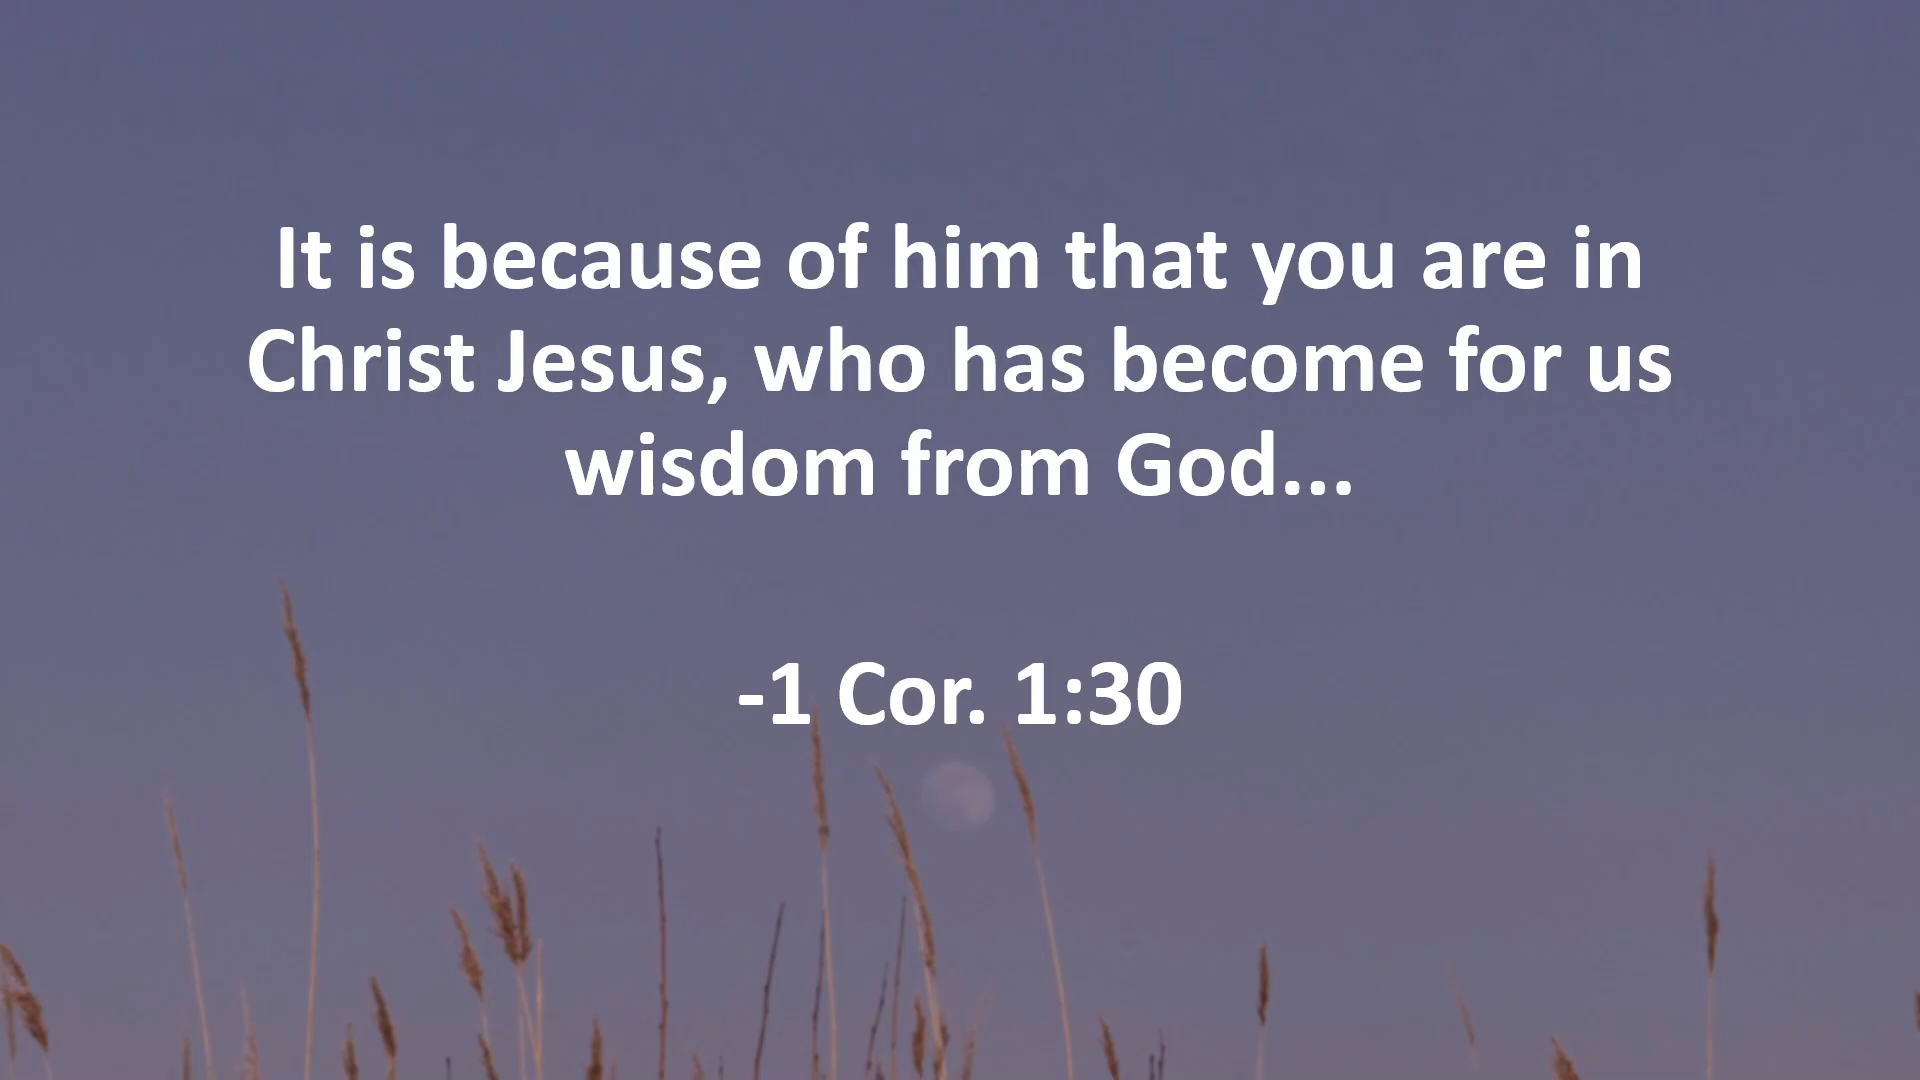 It is because of him that you are in
Christ Jesus, who has become for us
wisdom from God...
-1 Cor. 1:30